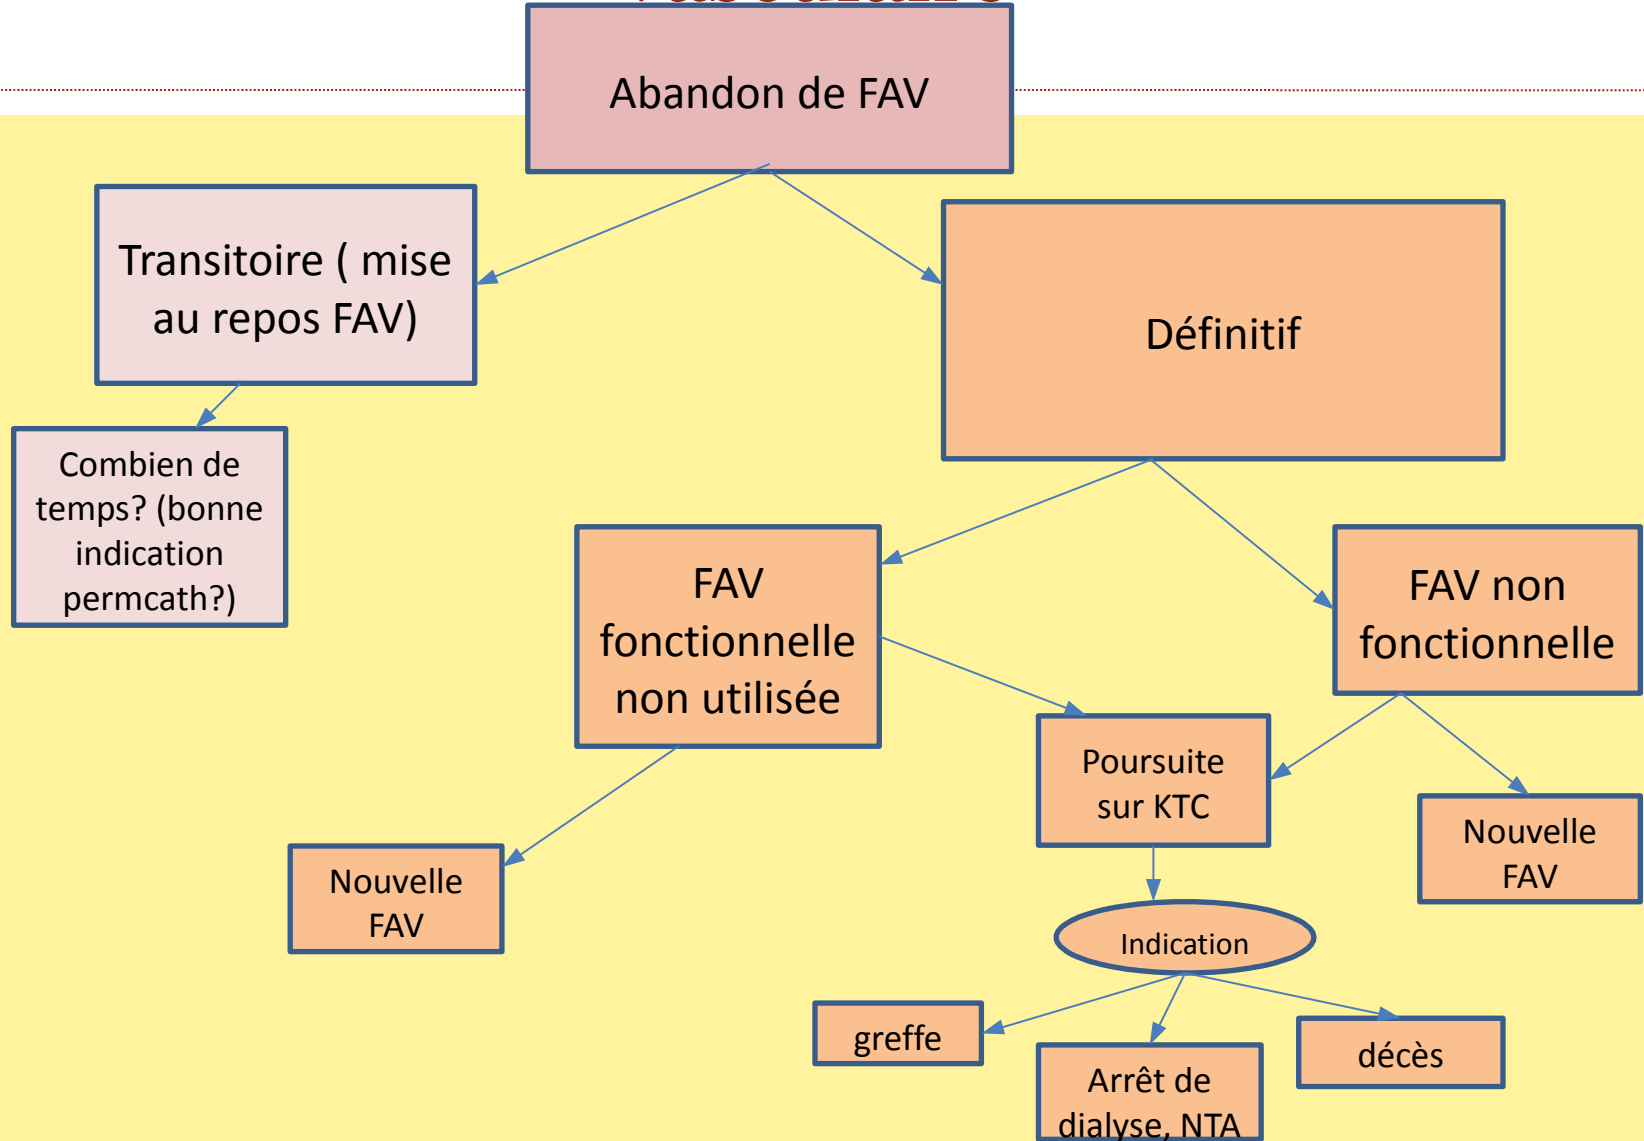 Abandon de FAV
Transitoire ( mise
au repos FAV)
Définitif
Combien de
temps? (bonne
indication
permcath?)
FAV
fonctionnelle
non utilisée
FAV non
fonctionnelle
Poursuite
sur KTC
Nouvelle
FAV
Nouvelle
FAV
Indication
greffe
Arrêt de
dialyse, NTA
décès